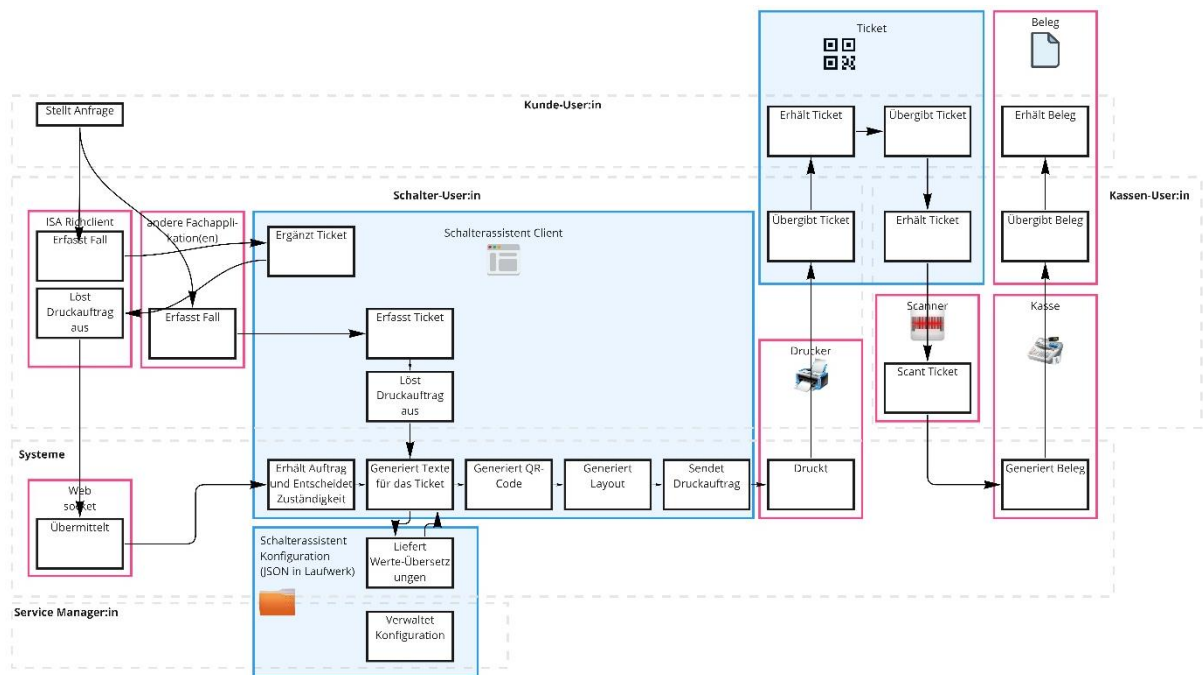 Ticket
Beleg
Kunde-User:in
Stellt Anfrage
Erhält Ticket
Übergibt Ticket
Erhält Beleg
Schalter-User:in
Kassen-User:in
ISA Richclient
Erfasst Fall
andere Fachappli-
kation(en)
Ergänzt Ticket
Schalterassistent Client
Übergibt Ticket
Erhält Ticket
Übergibt Beleg
Löst
Druckauftrag
aus
Erfasst Fall
Erfasst Ticket
Scanner
Kasse
Drucker
Löst
Druckauftrag
aus
Scant Ticket
Systeme
Erhält Auftrag
und Entscheidet
Zuständigkeit
Generiert Texte
für das Ticket
Generiert QR-
Code
Generiert
Layout
Sendet
Druckauftrag
Druckt
Generiert Beleg
Web
socket
Übermittelt
Schalterassistent
Konfiguration
(JSON in Laufwerk)
Liefert
Werte-Übersetz
ungen
Service Manager:in
Verwaltet
Konfiguration